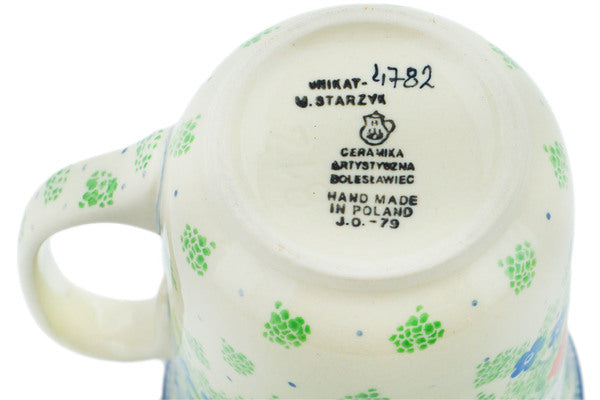 UNIKAT-4782
M. STARZYK
CERAMIKA
ARTYSTYCZNA
BOLESŁAWIEC
HAND MADE
IN POLAND
J.O.-79